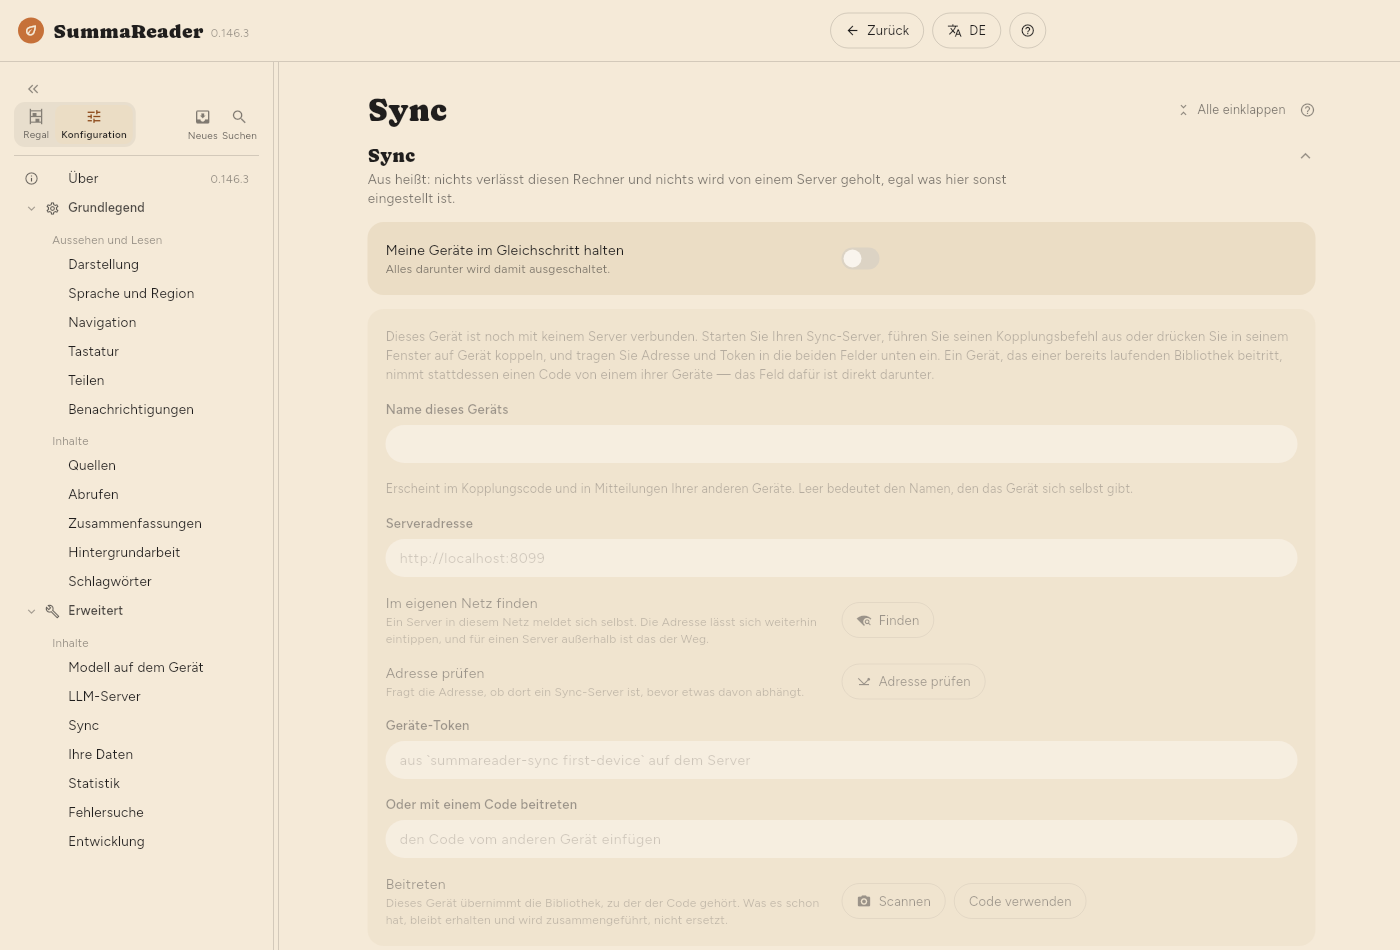 SummaReader 0.146.3
Zurück
DE
Regal
Konfiguration
Neues
Suchen
Über 0.146.3
Grundlegend
Aussehen und Lesen
Darstellung
Sprache und Region
Navigation
Tastatur
Teilen
Benachrichtigungen
Inhalte
Quellen
Abrufen
Zusammenfassungen
Hintergrundarbeit
Schlagwörter
Erweitert
Inhalte
Modell auf dem Gerät
LLM-Server
Sync
Ihre Daten
Statistik
Fehlersuche
Entwicklung
Sync
Alle einklappen
Sync
Aus heißt: nichts verlässt diesen Rechner und nichts wird von einem Server geholt, egal was hier sonst
eingestellt ist.
Meine Geräte im Gleichschritt halten
Alles darunter wird damit ausgeschaltet.
Dieses Gerät ist noch mit keinem Server verbunden. Starten Sie Ihren Sync-Server, führen Sie seinen Kopplungsbefehl aus oder drücken Sie in seinem
Fenster auf Gerät koppeln, und tragen Sie Adresse und Token in die beiden Felder unten ein. Ein Gerät, das einer bereits laufenden Bibliothek beitritt,
nimmt stattdessen einen Code von einem ihrer Geräte — das Feld dafür ist direkt darunter.
Name dieses Geräts
Erscheint im Kopplungscode und in Mitteilungen Ihrer anderen Geräte. Leer bedeutet den Namen, den das Gerät sich selbst gibt.
Serveradresse
http://localhost:8099
Im eigenen Netz finden
Ein Server in diesem Netz meldet sich selbst. Die Adresse lässt sich weiterhin
eintippen, und für einen Server außerhalb ist das der Weg.
Finden
Adresse prüfen
Fragt die Adresse, ob dort ein Sync-Server ist, bevor etwas davon abhängt.
Adresse prüfen
Geräte-Token
aus `summareader-sync first-device` auf dem Server
Oder mit einem Code beitreten
den Code vom anderen Gerät einfügen
Beitreten
Dieses Gerät übernimmt die Bibliothek, zu der der Code gehört. Was es schon
hat, bleibt erhalten und wird zusammengeführt, nicht ersetzt.
Scannen
Code verwenden